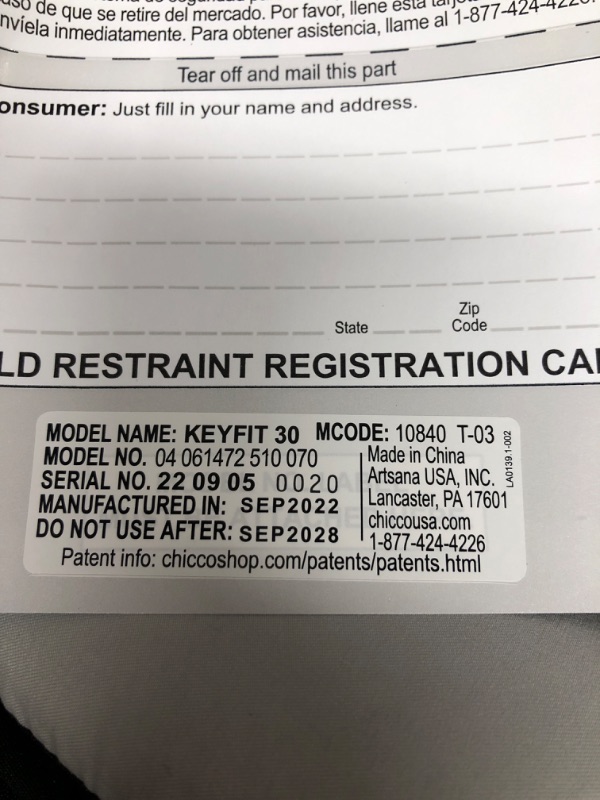 de que se retire del mercado. Por favor, llene esta
nvíela inmediatamente. Para obtener asistencia, llame al 1-877-424-4226.
Tear off and mail this part
onsumer: Just fill in your name and address.
State Zip Code
LD RESTRAINT REGISTRATION CA
MODEL NAME: KEYFIT 30 MCODE: 10840 T-03
MODEL NO. 04 061472 510 070
SERIAL NO. 22 09 05 0020
MANUFACTURED IN: SEP2022
DO NOT USE AFTER: SEP2028
Made in China
Artsana USA, INC.
Lancaster, PA 17601
chiccousa.com
1-877-424-4226
Patent info: chiccoshop.com/patents/patents.html
LA0139.1-002